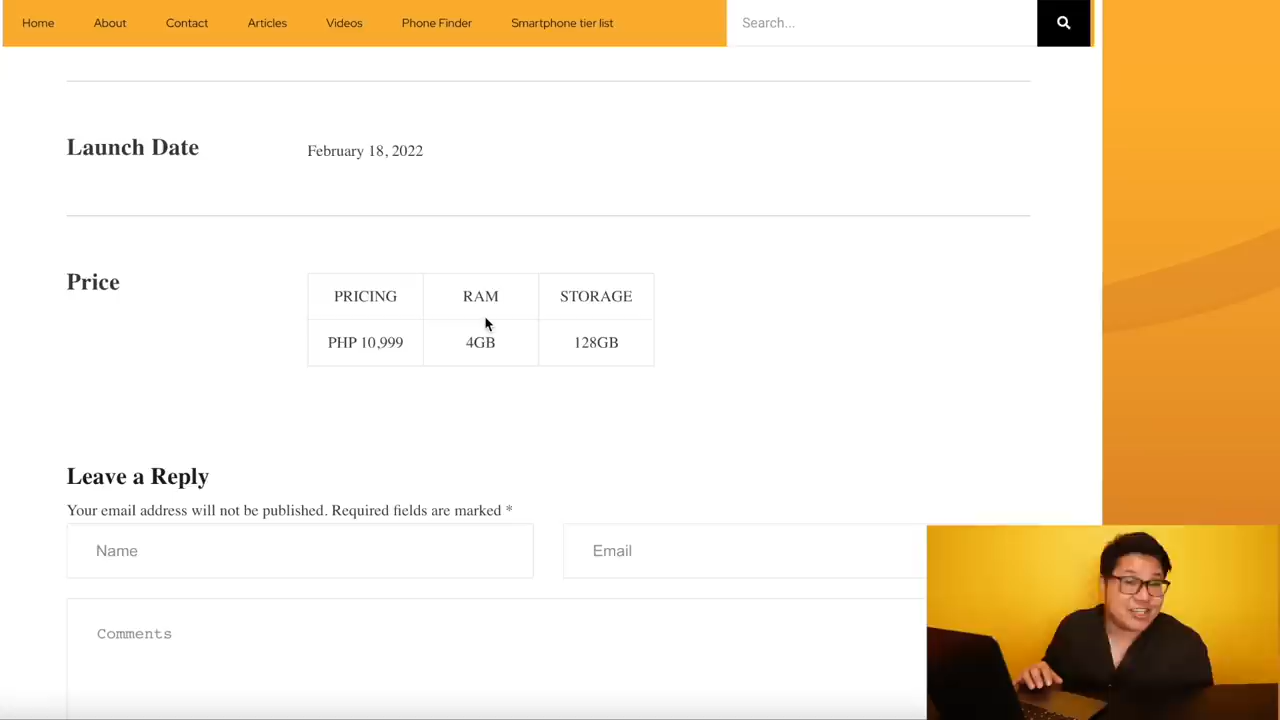 Home About Contact Articles Videos Phone Finder Smartphone tier list Search...
Launch Date February 18, 2022
Price
PRICING RAM STORAGE
PHP 10,999 4GB 128GB
Leave a Reply
Your email address will not be published. Required fields are marked *
Name Email
Comments